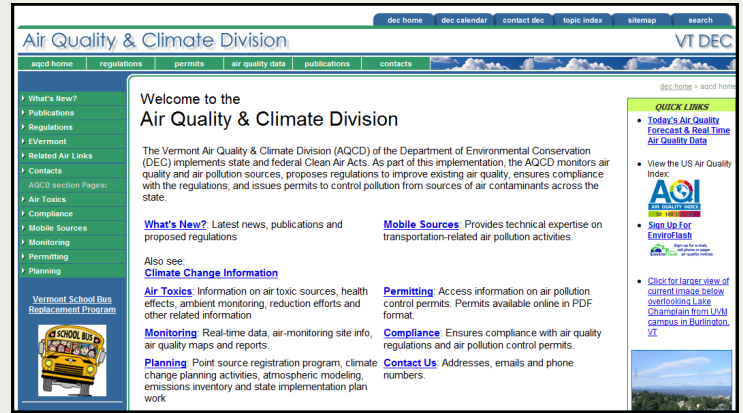 dec home dec calendar contact dec topic index sitemap search
Air Quality & Climate Division
VT DEC
aqcd home regulations permits air quality data publications contacts
dec home > aqcd home
What's New?
Publications
Regulations
EVermont
Related Air Links
Contacts
AQCD section Pages:
Air Toxics
Compliance
Mobile Sources
Monitoring
Permitting
Planning
Vermont School Bus
Replacement Program
SCHOOL BUS
Welcome to the
Air Quality & Climate Division
The Vermont Air Quality & Climate Division (AQCD) of the Department of Environmental Conservation
(DEC) implements state and federal Clean Air Acts. As part of this implementation, the AQCD monitors air
quality and air pollution sources, proposes regulations to improve existing air quality, ensures compliance
with the regulations, and issues permits to control pollution from sources of air contaminants across the
state.
What's New?: Latest news, publications and
proposed regulations
Mobile Sources: Provides technical expertise on
transportation-related air pollution activities.
Also see:
Climate Change Information
Air Toxics: Information on air toxic sources, health
effects, ambient monitoring, reduction efforts and
other related information
Permitting: Access information on air pollution
control permits. Permits available online in PDF
format.
Monitoring: Real-time data, air-monitoring site info,
air quality maps and reports.
Compliance: Ensures compliance with air quality
regulations and air pollution control permits.
Planning: Point source registration program, climate
change planning activities, atmospheric modeling,
emissions inventory and state implementation plan
work
Contact Us: Addresses, emails and phone
numbers.
QUICK LINKS
Today's Air Quality
Forecast & Real Time
Air Quality Data
View the US Air Quality
Index:
AQI
AIR QUALITY INDEX
Sign Up For
EnviroFlash
EnviroFlash
Sign up for e-mail,
cell phone or pager
air quality notices
Click for larger view of
current image below
overlooking Lake
Champlain from UVM
campus in Burlington,
VT